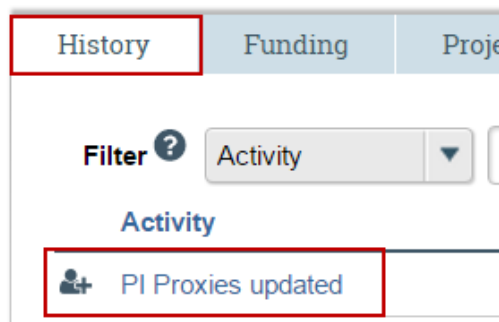 History Funding
Filter ? Activity
Activity
PI Proxies updated